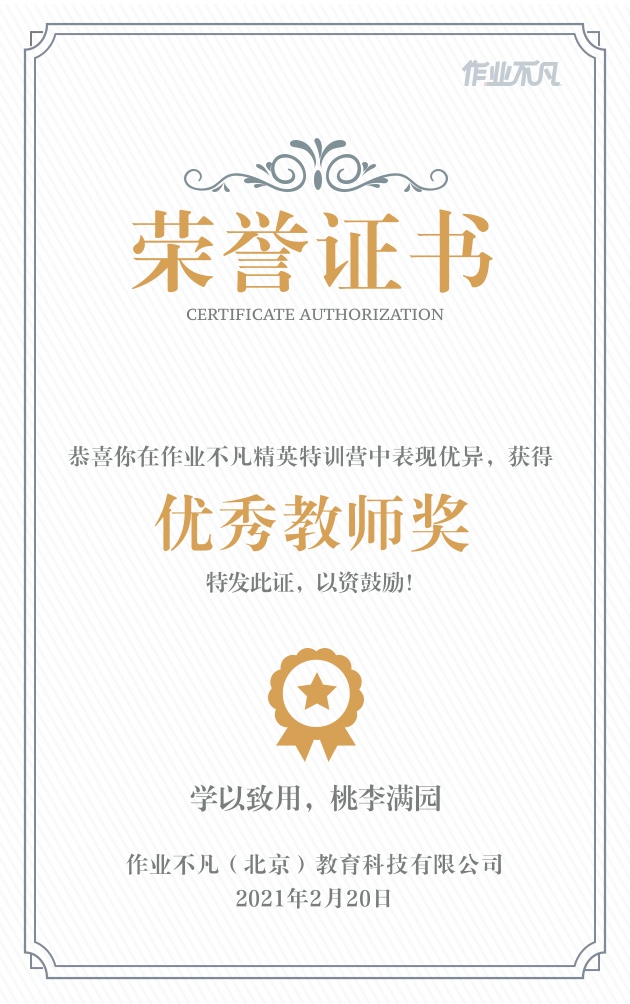 作业不凡
荣誉证书
CERTIFICATE AUTHORIZATION
恭喜你在作业不凡精英特训营中表现优异，获得
优秀教师奖
特发此证，以资鼓励！
学以致用，桃李满园
作业不凡（北京）教育科技有限公司
2021年2月20日